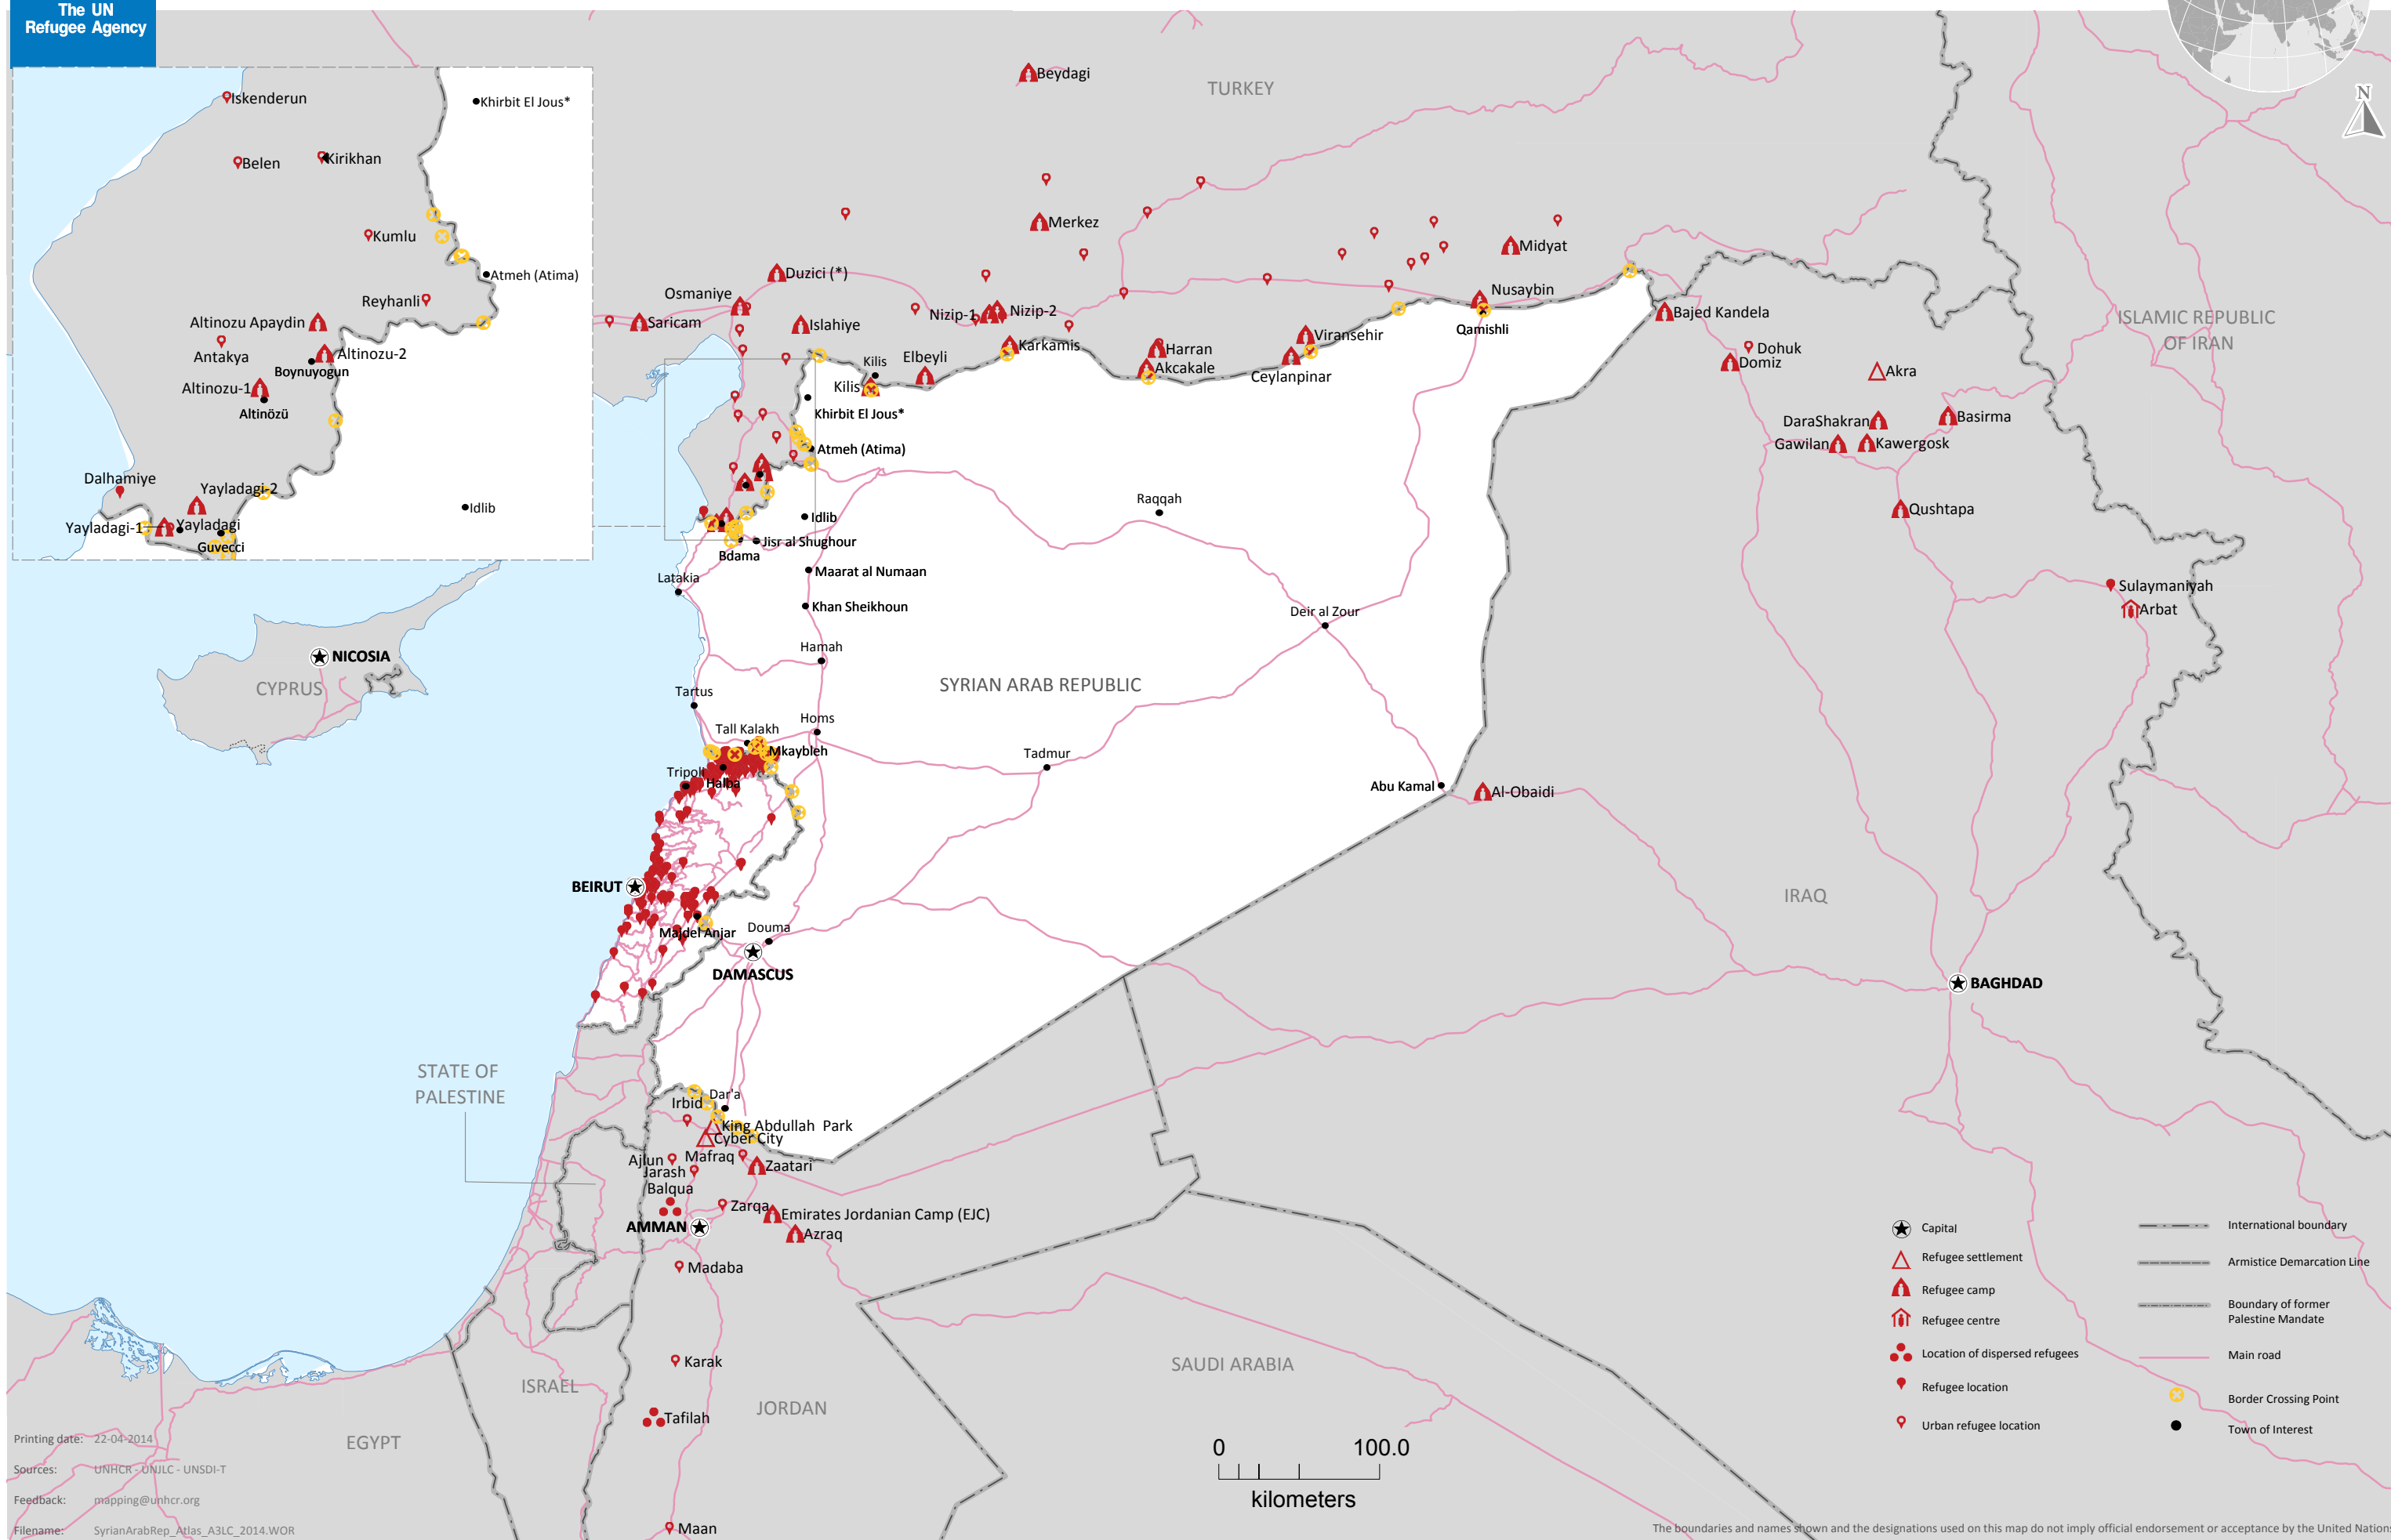 The UN
Refugee Agency
Iskenderun
Khirbit El Jous*
Belen
Kirikhan
Kumlu
Atmeh (Atima)
Reyhanli
Altinozu Apaydin
Antakya
Altinozu-2
Boynuyogun
Altinozu-1
Altinözü
Dalhamiye
Yayladagi-2
Idlib
Yayladagi-1
Yayladagi
Guvecci
Beydagi
TURKEY
N
Merkez
Midyat
Duzici (*)
Osmaniye
Nusaybin
Saricam
Islahiye
Nizip-1
Nizip-2
Bajed Kandela
ISLAMIC REPUBLIC
OF IRAN
Qamishli
Viransehir
Karkamis
Harran
Akcakale
Ceylanpinar
Kilis
Elbeyli
Kilis
Dohuk
Domiz
Akra
Khirbit El Jous*
DaraShakran
Basirma
Gawilan
Kawergosk
Atmeh (Atima)
Raqqah
Qushtapa
Idlib
Jisr al Shughour
Bdama
Maarat al Numaan
Latakia
Khan Sheikhoun
Deir al Zour
Sulaymaniyah
Arbat
Hamah
NICOSIA
CYPRUS
SYRIAN ARAB REPUBLIC
Tartus
Homs
Tall Kalakh
Mkaybleh
Tadmur
Tripoli
Halba
Abu Kamal
Al-Obaidi
BEIRUT
IRAQ
Majdel Anjar
Douma
DAMASCUS
BAGHDAD
STATE OF
PALESTINE
Dar'a
Irbid
King Abdullah Park
Cyber City
Ajlun
Mafraq
Zaatari
Jarash
Balqua
Zarqa
Emirates Jordanian Camp (EJC)
AMMAN
Azraq
Madaba
Karak
SAUDI ARABIA
ISRAEL
JORDAN
Tafilah
EGYPT
Maan
Capital
Refugee settlement
Refugee camp
Refugee centre
Location of dispersed refugees
Refugee location
Urban refugee location
International boundary
Armistice Demarcation Line
Boundary of former
Palestine Mandate
Main road
Border Crossing Point
Town of Interest
0 100.0
kilometers
Printing date: 22-04-2014
Sources: UNHCR - UNJLC - UNSDI-T
Feedback: mapping@unhcr.org
Filename: SyrianArabRep_Atlas_A3LC_2014.WOR
The boundaries and names shown and the designations used on this map do not imply official endorsement or acceptance by the United Nation